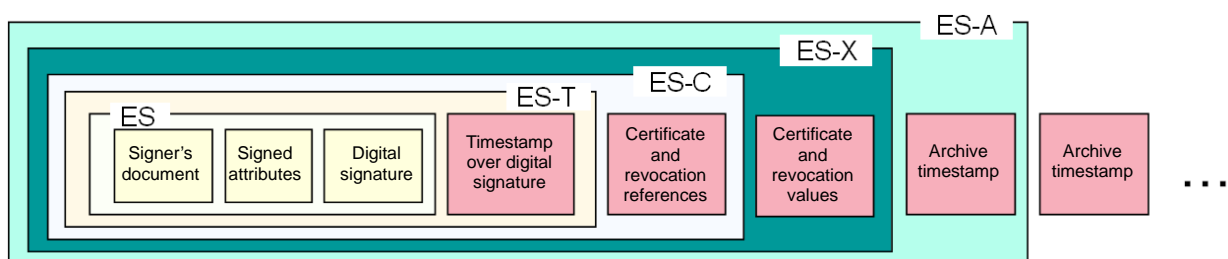 ES-A
ES-X
ES-C
ES-T
ES
Signer's
document
Signed
attributes
Digital
signature
Timestamp
over digital
signature
Certificate
and
revocation
references
Certificate
and
revocation
values
Archive
timestamp
Archive
timestamp
...